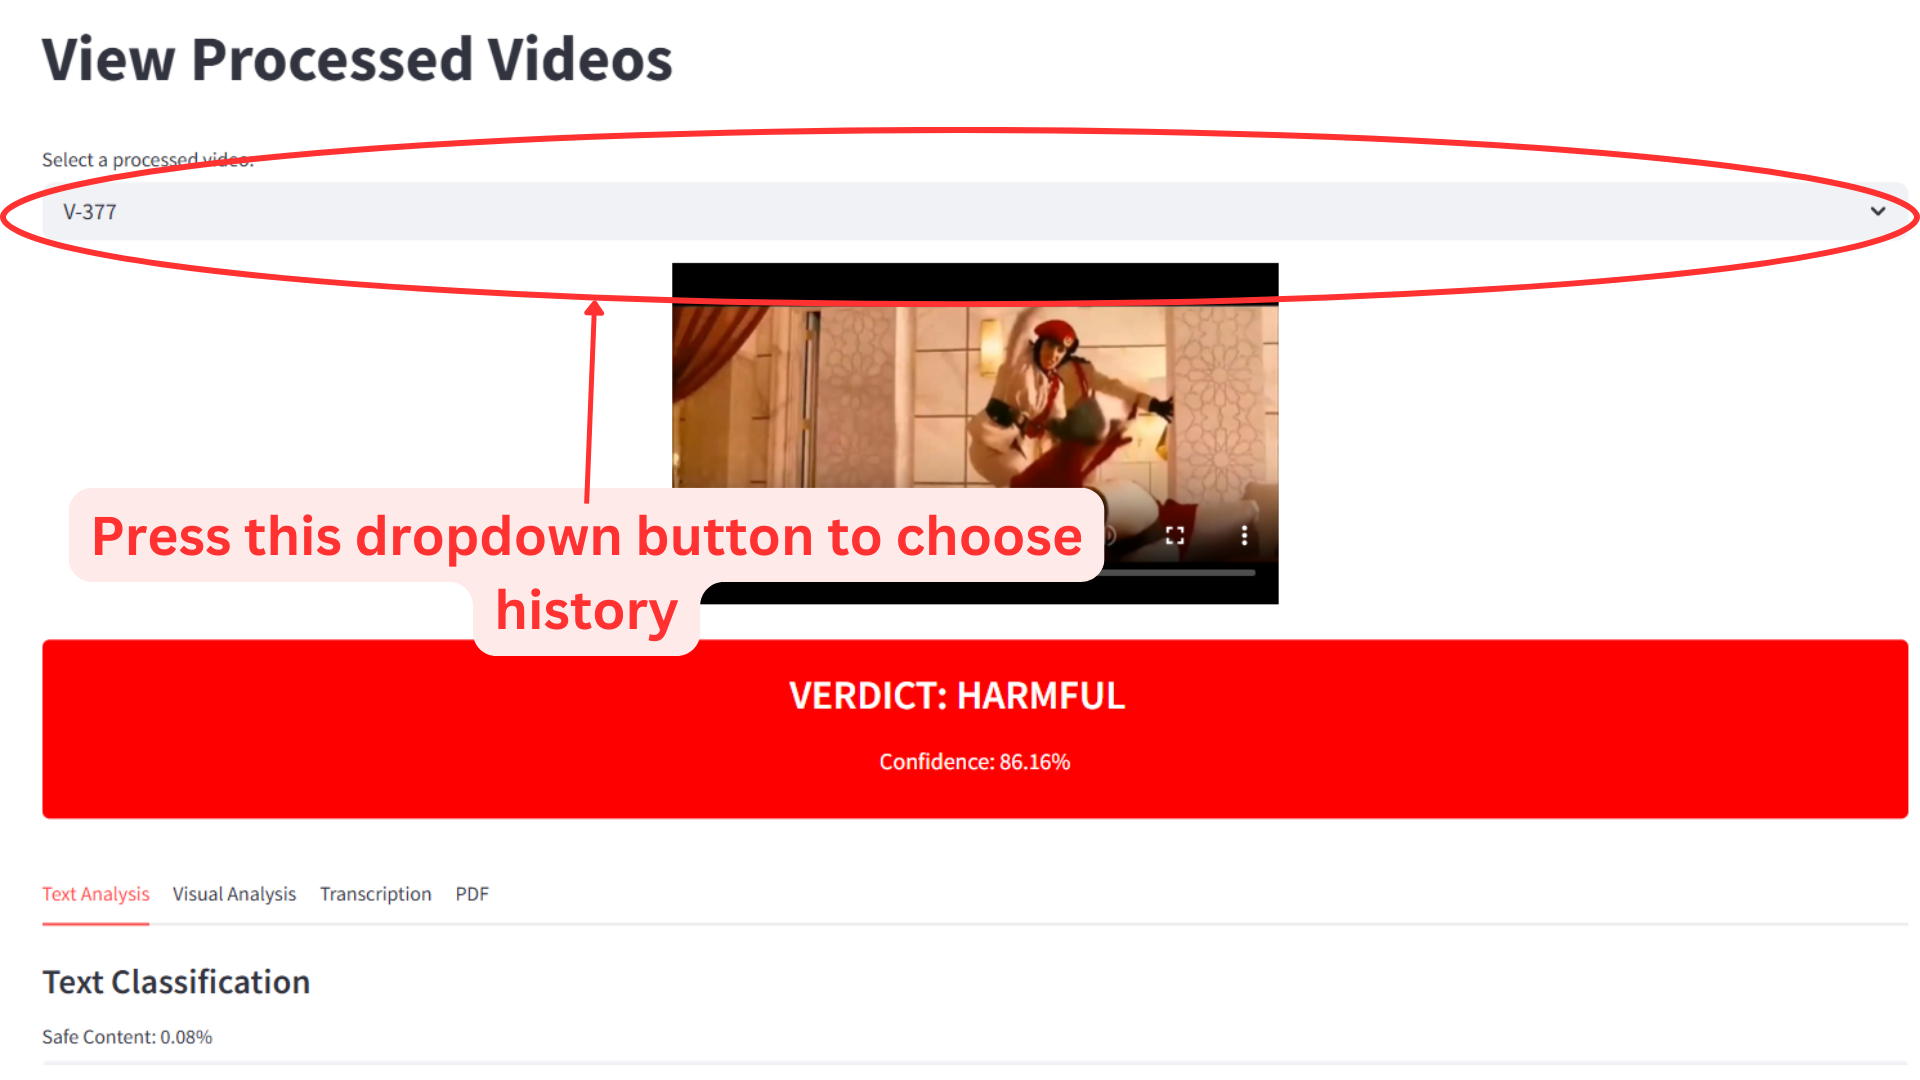 View Processed Videos
Select a processed video:
V-377
Press this dropdown button to choose
history
VERDICT: HARMFUL
Confidence: 86.16%
Text Analysis Visual Analysis Transcription PDF
Text Classification
Safe Content: 0.08%